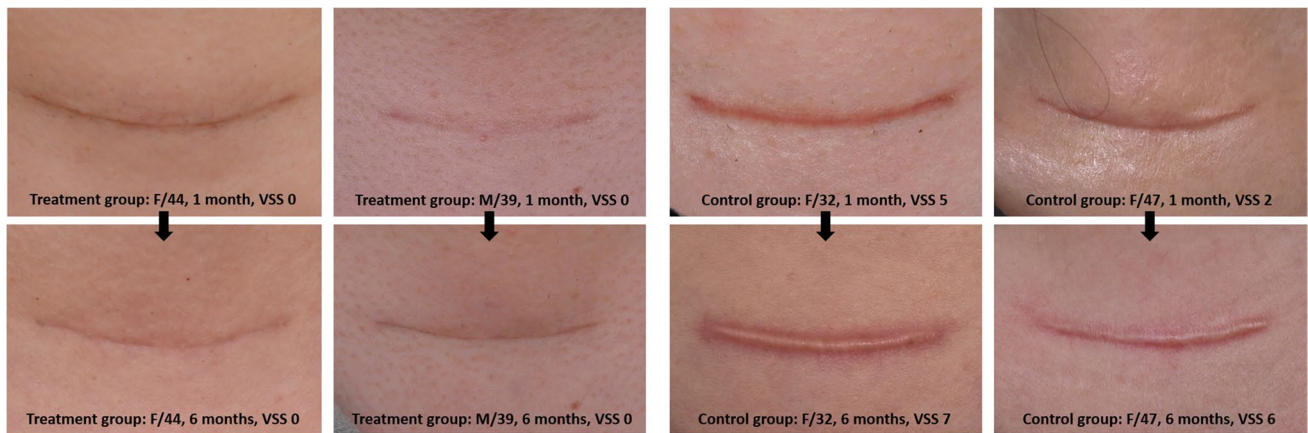 Treatment group: F/44, 1 month, VSS 0
Treatment group: M/39, 1 month, VSS 0
Control group: F/32, 1 month, VSS 5
Control group: F/47, 1 month, VSS 2
Treatment group: F/44, 6 months, VSS 0
Treatment group: M/39, 6 months, VSS 0
Control group: F/32, 6 months, VSS 7
Control group: F/47, 6 months, VSS 6